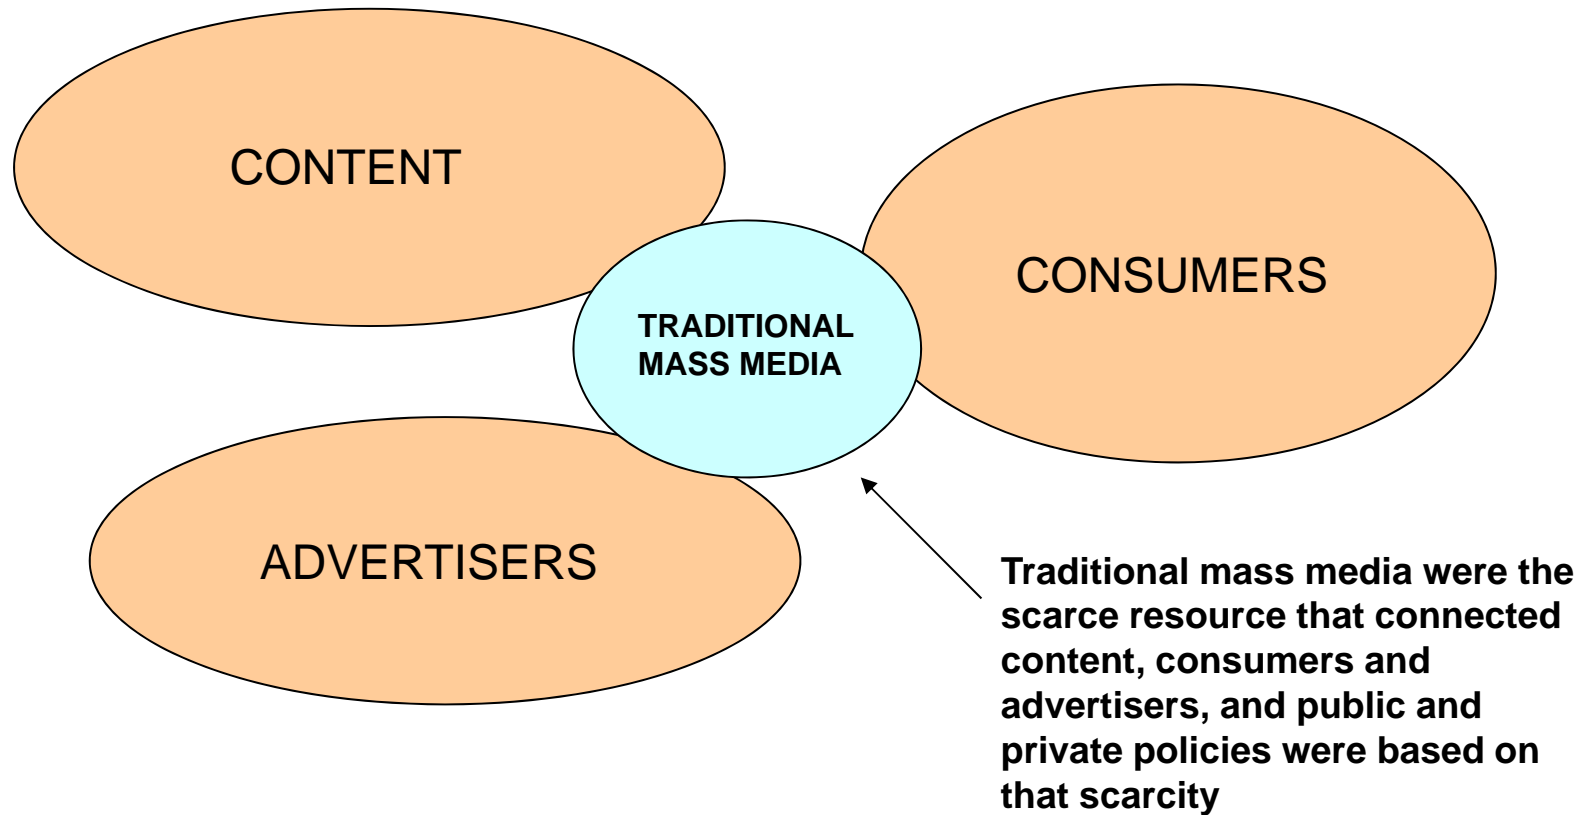 CONTENT
CONSUMERS
TRADITIONAL
MASS MEDIA
ADVERTISERS
Traditional mass media were the
scarce resource that connected
content, consumers and
advertisers, and public and
private policies were based on
that scarcity